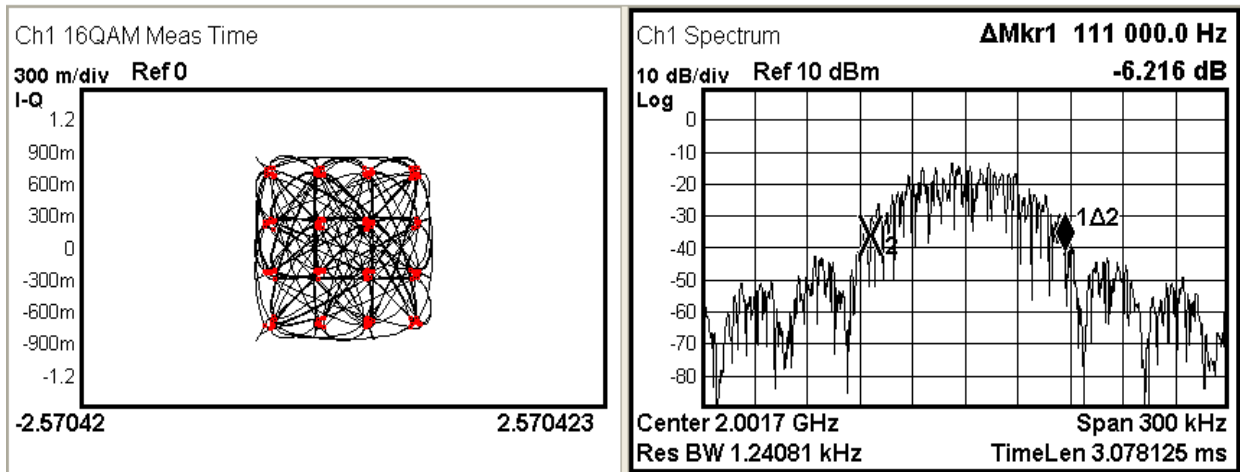 Ch1 16QAM Meas Time
300 m/div Ref 0
I-Q
1.2
900m
600m
300m
0
-300m
-600m
-900m
-1.2
-2.57042 2.570423
Ch1 Spectrum ΔMkr1 111 000.0 Hz
10 dB/div Ref 10 dBm -6.216 dB
Log
0
-10
-20
-30
1Δ2
-40
2
-50
-60
-70
-80
Center 2.0017 GHz Span 300 kHz
Res BW 1.24081 kHz TimeLen 3.078125 ms